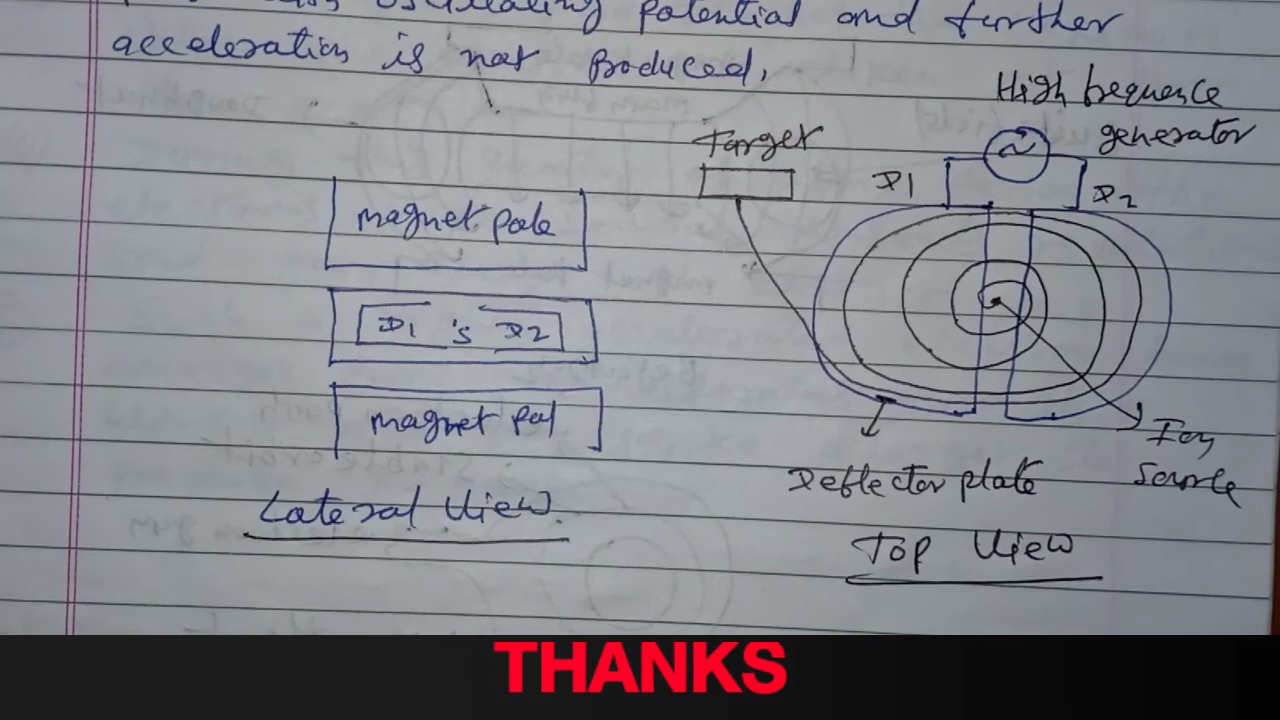 oscillating potential and further
acceleration is not Produced,
High frequence
generator
Target
D1
D2
magnet pole
D1 's D2
magnet pol
Ion
Source
Deflector plate
Lateral View
Top View
THANKS